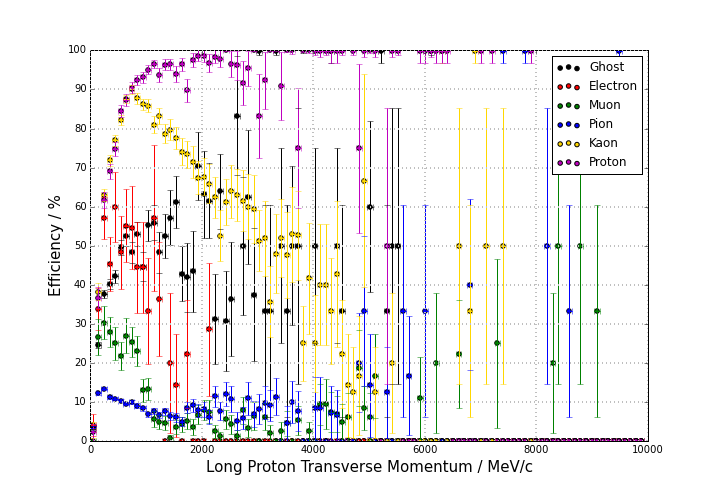 100
90
80
70
60
50
40
30
20
10
0
Efficiency / %
Ghost
Electron
Muon
Pion
Kaon
Proton
0
2000
4000
6000
8000
10000
Long Proton Transverse Momentum / MeV/c